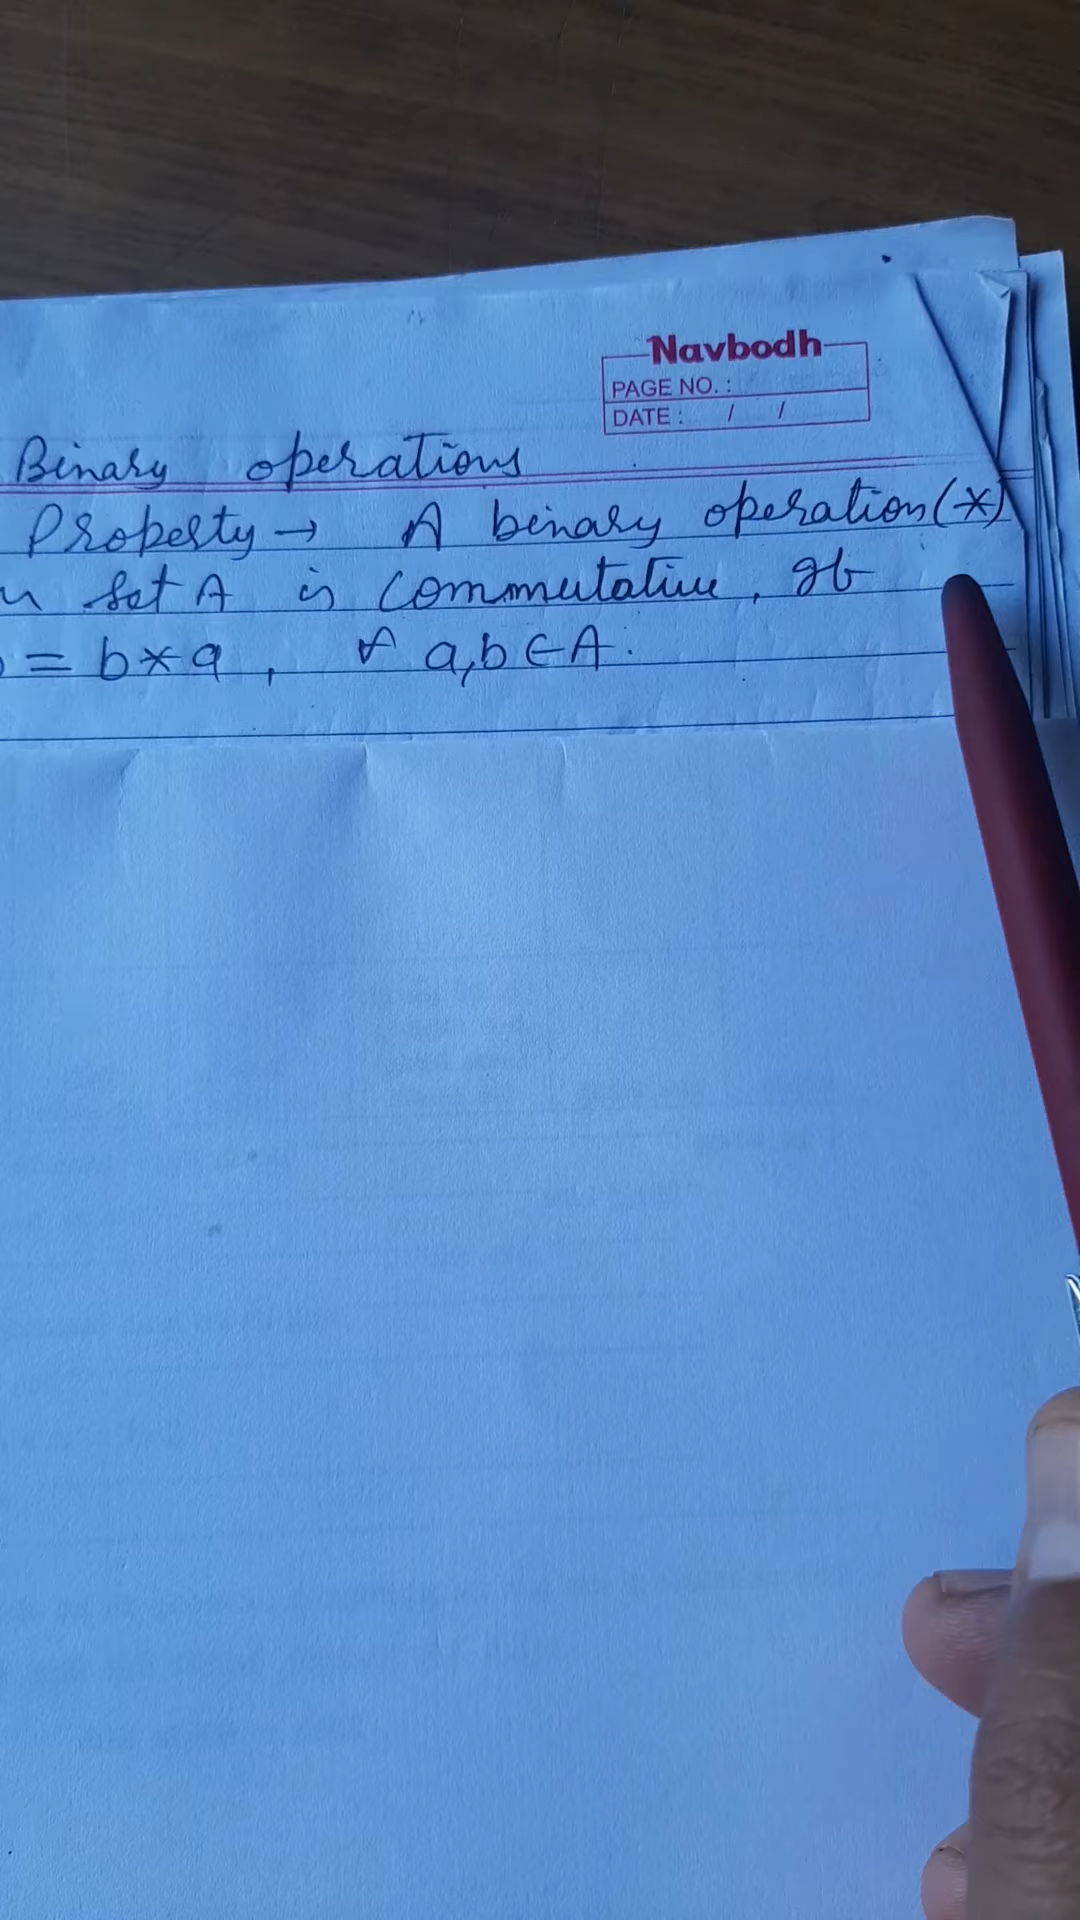 Navbodh
PAGE NO. :
DATE : / /
Binary operations
Property → A binary operation (*)
n set A is commutative, If
= b*a , ∀ a,b ∈ A.